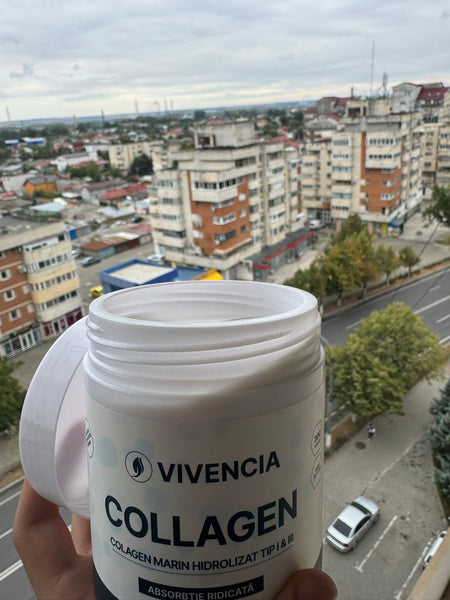 VIVENCIA
COLLAGEN
COLAGEN MARIN HIDROLIZAT TIP I & III
ABSORBȚIE RIDICATĂ